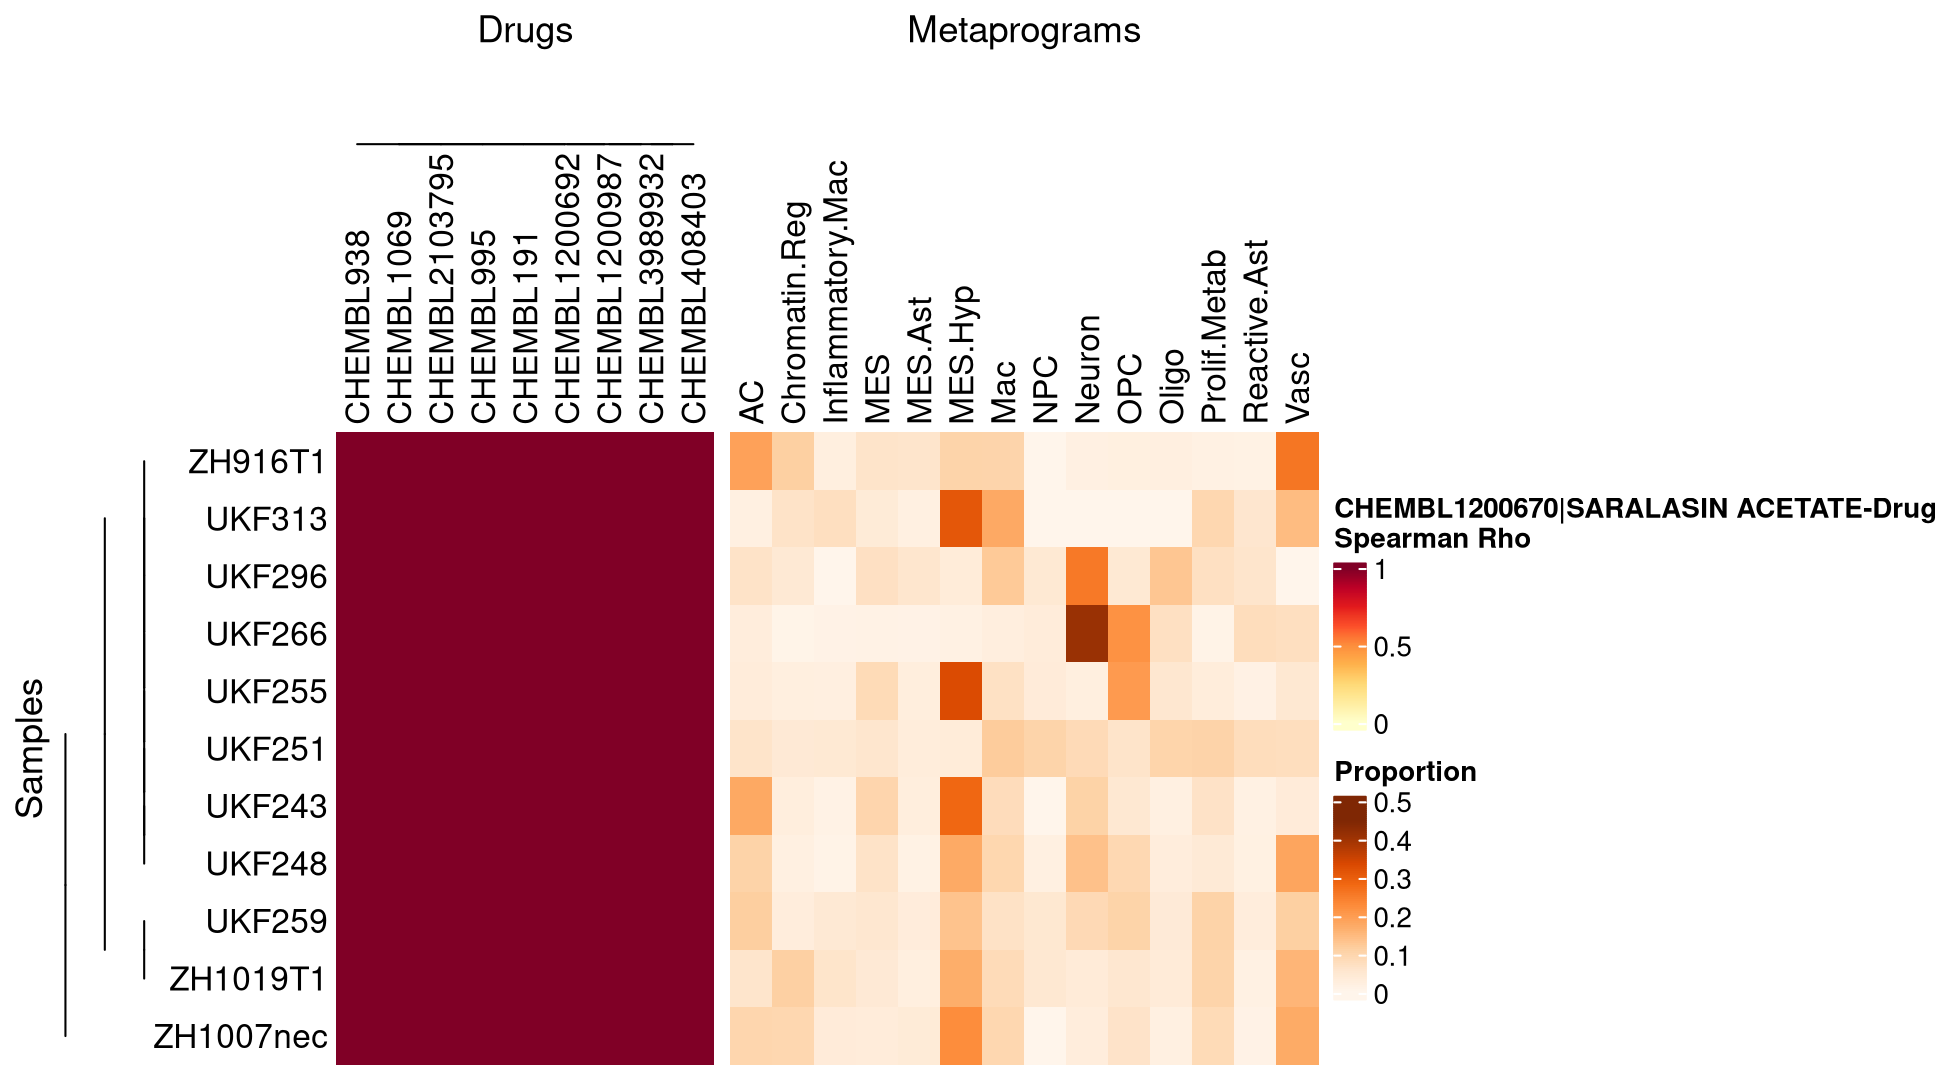 Drugs
Metaprograms
CHEMBL938
CHEMBL1069
CHEMBL2103795
CHEMBL995
CHEMBL191
CHEMBL1200692
CHEMBL1200987
CHEMBL3989932
CHEMBL408403
AC
Chromatin.Reg
Inflammatory.Mac
MES
MES.Ast
MES.Hyp
Mac
NPC
Neuron
OPC
Oligo
Prolif.Metab
Reactive.Ast
Vasc
Samples
ZH916T1
UKF313
UKF296
UKF266
UKF255
UKF251
UKF243
UKF248
UKF259
ZH1019T1
ZH1007nec
CHEMBL1200670|SARALASIN ACETATE-Drug
Spearman Rho
1
0.5
0
Proportion
0.5
0.4
0.3
0.2
0.1
0